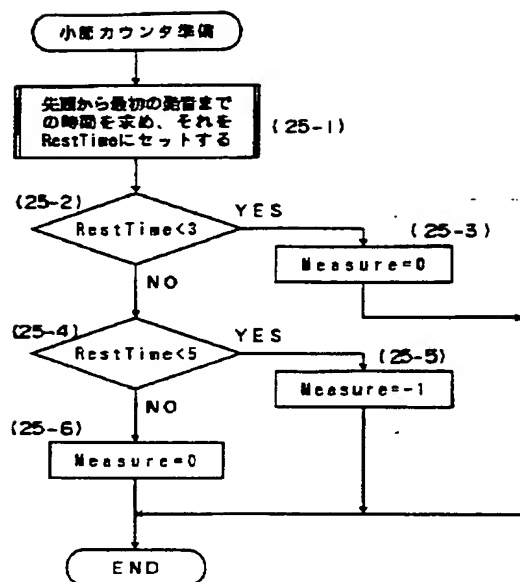 小節カウンタ準備
先頭から最初の発音まで
の時間を求め、それを
RestTimeにセットする
(25-1)
(25-2)
RestTime<3
YES
(25-3)
Measure=0
NO
(25-4)
RestTime<5
YES
(25-5)
Measure=-1
NO
(25-6)
Measure=0
END